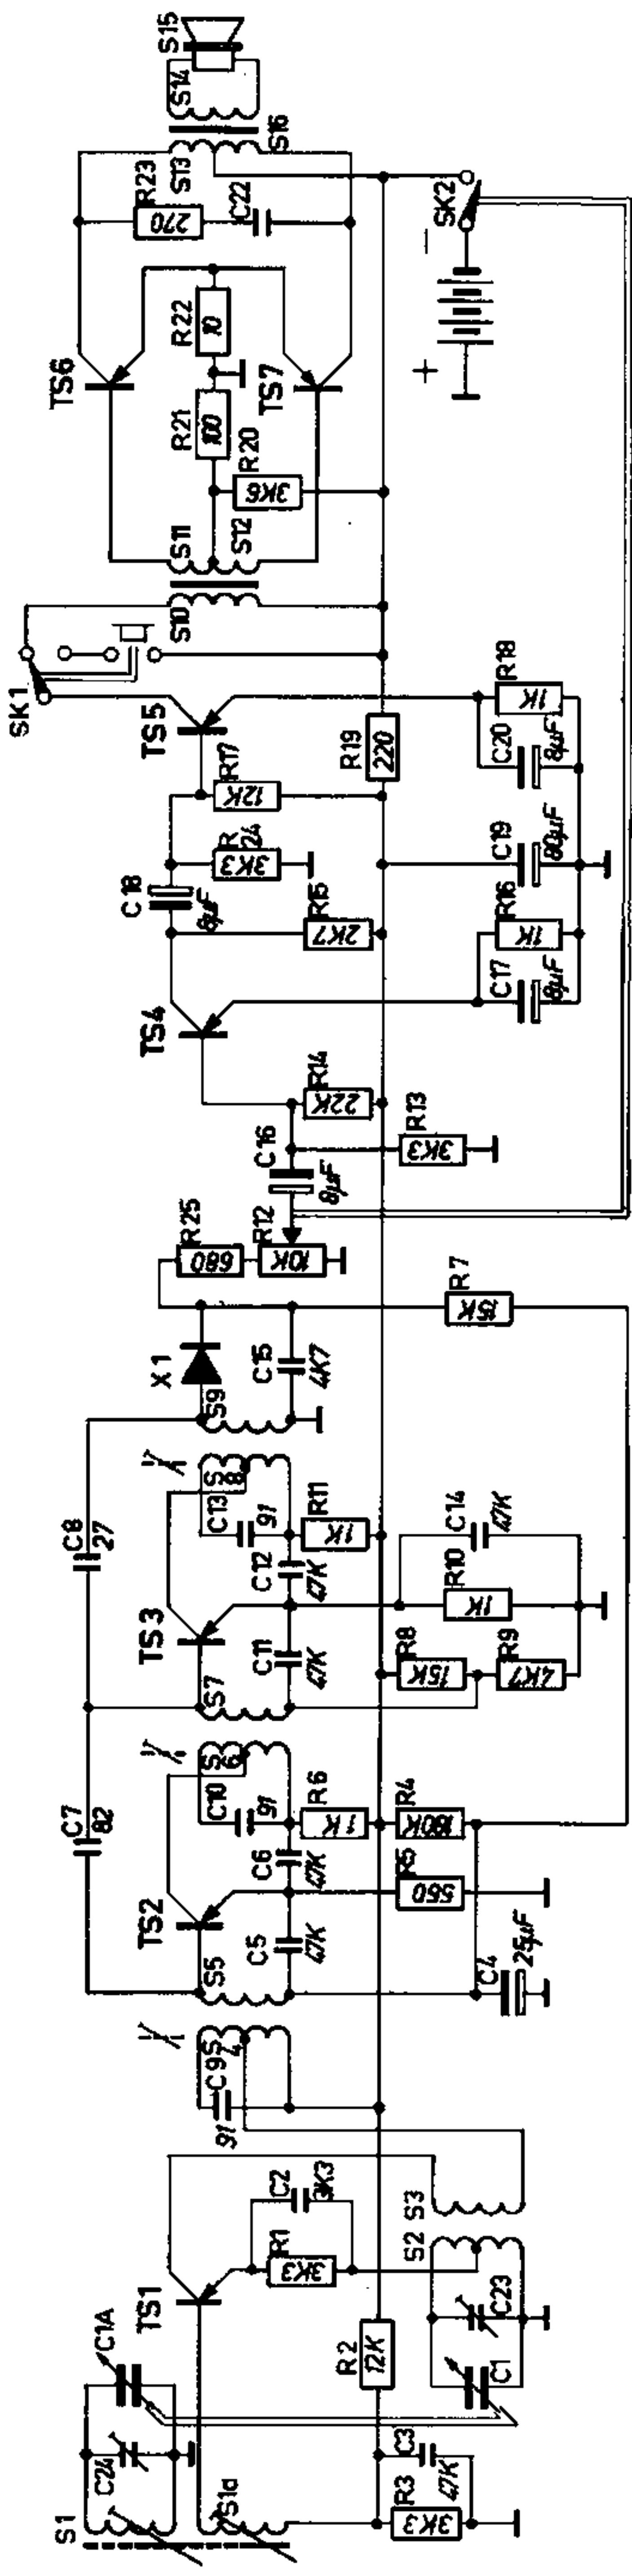 S1
C24
C1A
S1d
TS1
R1
3K3
C2
3K3
R2
12K
C3
47K
R3
3K3
C1
C23
S2
S3
C9
91
S4
S5
TS2
C7
82
C5
47K
C6
47K
C10
91
S6
R6
1K
R5
560
R4
180K
C4
25µF
S7
TS3
C8
27
C11
47K
C12
47K
C13
91
S8
R11
1K
R8
15K
R9
4K7
R10
1K
C14
47K
S9
X1
C15
4K7
R7
15K
R25
680
R12
10K
C16
8µF
R14
22K
R13
3K3
TS4
C18
8µF
R15
2K7
R24
3K3
R17
12K
TS5
C17
8µF
R16
1K
C19
80µF
C20
8µF
R18
1K
R19
220
SK1
S10
S11
S12
R20
3K6
R21
100
R22
10
TS6
TS7
R23
270
C22
S13
S16
S14
S15
SK2
+
−